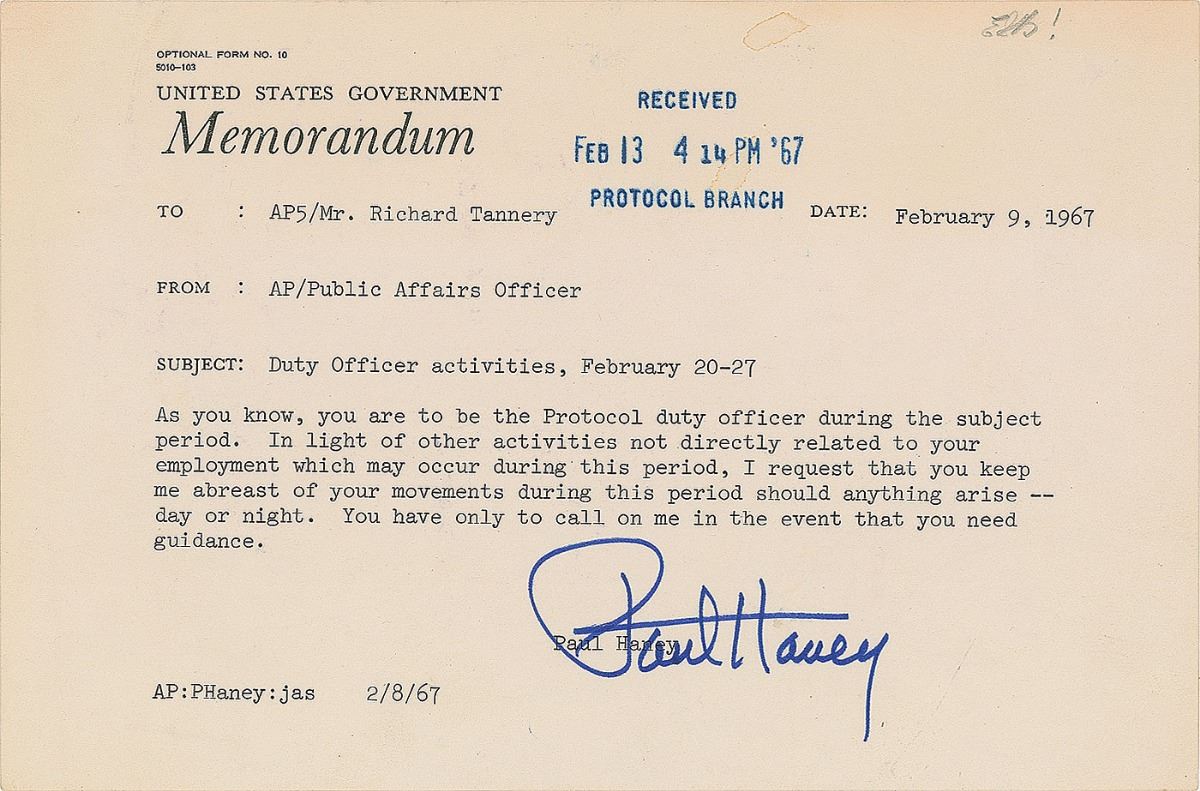 OPTIONAL FORM NO. 10
5010—103
UNITED STATES GOVERNMENT
Memorandum
RECEIVED
FEB 13 4 14 PM '67
PROTOCOL BRANCH
TO : AP5/Mr. Richard Tannery
DATE: February 9, 1967
FROM : AP/Public Affairs Officer
SUBJECT: Duty Officer activities, February 20-27
As you know, you are to be the Protocol duty officer during the subject
period. In light of other activities not directly related to your
employment which may occur during this period, I request that you keep
me abreast of your movements during this period should anything arise --
day or night. You have only to call on me in the event that you need
guidance.
Paul Haney
Paul Haney
AP:PHaney:jas 2/8/67